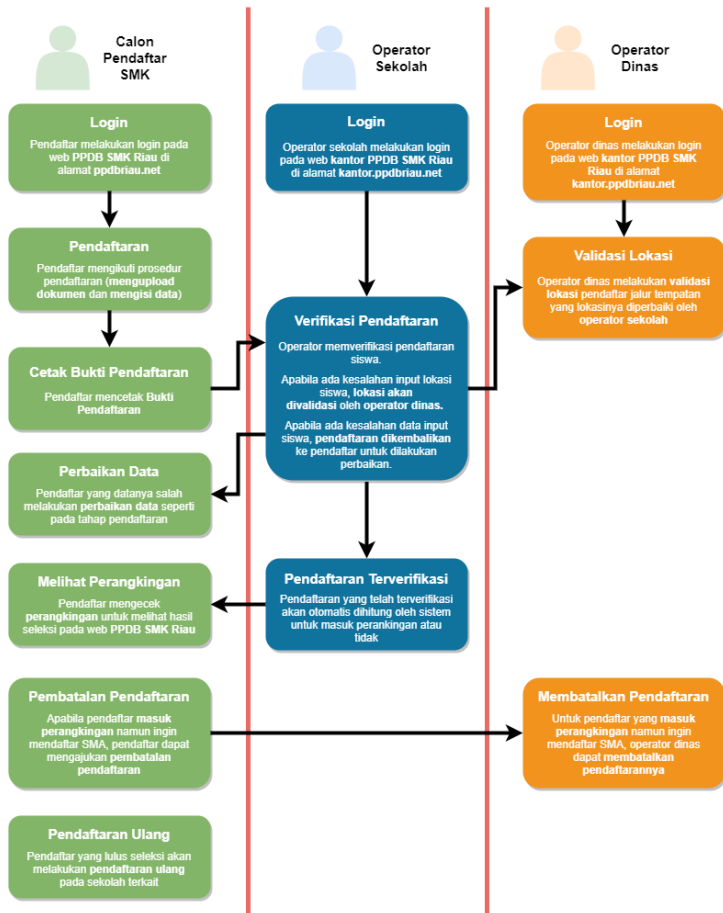 Calon
Pendaftar
SMK
Operator
Sekolah
Operator
Dinas
Login
Pendaftar melakukan login pada
web PPDB SMK Riau di
alamat ppdbriau.net
Pendaftaran
Pendaftar mengikuti prosedur
pendaftaran (mengupload
dokumen dan mengisi data)
Cetak Bukti Pendaftaran
Pendaftar mencetak Bukti
Pendaftaran
Perbaikan Data
Pendaftar yang datanya salah
melakukan perbaikan data seperti
pada tahap pendaftaran
Melihat Perangkingan
Pendaftar mengecek
perangkingan untuk melihat hasil
seleksi pada web PPDB SMK Riau
Pembatalan Pendaftaran
Apabila pendaftar masuk
perangkingan namun ingin
mendaftar SMA, pendaftar dapat
mengajukan pembatalan
pendaftaran
Pendaftaran Ulang
Pendaftar yang lulus seleksi akan
melakukan pendaftaran ulang
pada sekolah terkait
Login
Operator sekolah melakukan login
pada web kantor PPDB SMK Riau
di alamat kantor.ppdbriau.net
Verifikasi Pendaftaran
Operator memverifikasi pendaftaran
siswa.
Apabila ada kesalahan input lokasi
siswa, lokasi akan
divalidasi oleh operator dinas.
Apabila ada kesalahan data input
siswa, pendaftaran dikembalikan
ke pendaftar untuk dilakukan
perbaikan.
Pendaftaran Terverifikasi
Pendaftaran yang telah terverifikasi
akan otomatis dihitung oleh sistem
untuk masuk perankingan atau
tidak
Login
Operator dinas melakukan login
pada web kantor PPDB SMK
Riau di alamat
kantor.ppdbriau.net
Validasi Lokasi
Operator dinas melakukan validasi
lokasi pendaftar jalur tempatan
yang lokasinya diperbaiki oleh
operator sekolah
Membatalkan Pendaftaran
Untuk pendaftar yang masuk
perangkingan namun ingin
mendaftar SMA, operator dinas
dapat membatalkan
pendaftarannya